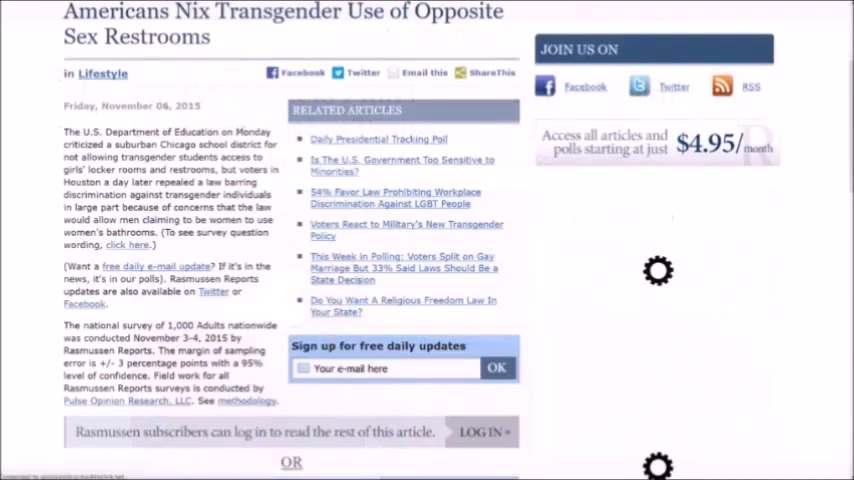 Americans Nix Transgender Use of Opposite
Sex Restrooms
in Lifestyle
Facebook Twitter Email this ShareThis
Friday, November 06, 2015
The U.S. Department of Education on Monday
criticized a suburban Chicago school district for
not allowing transgender students access to
girls' locker rooms and restrooms, but voters in
Houston a day later repealed a law barring
discrimination against transgender individuals
in large part because of concerns that the law
would allow men claiming to be women to use
women's bathrooms. (To see survey question
wording, click here.)
(Want a free daily e-mail update? If it's in the
news, it's in our polls). Rasmussen Reports
updates are also available on Twitter or
Facebook.
The national survey of 1,000 Adults nationwide
was conducted November 3-4, 2015 by
Rasmussen Reports. The margin of sampling
error is +/- 3 percentage points with a 95%
level of confidence. Field work for all
Rasmussen Reports surveys is conducted by
Pulse Opinion Research, LLC. See methodology.
RELATED ARTICLES
Daily Presidential Tracking Poll
Is The U.S. Government Too Sensitive to
Minorities?
54% Favor Law Prohibiting Workplace
Discrimination Against LGBT People
Voters React to Military's New Transgender
Policy
This Week in Polling: Voters Split on Gay
Marriage But 33% Said Laws Should Be a
State Decision
Do You Want A Religious Freedom Law In
Your State?
Sign up for free daily updates
Your e-mail here OK
Rasmussen subscribers can log in to read the rest of this article. LOG IN
OR
JOIN US ON
Facebook Twitter RSS
Access all articles and
polls starting at just $4.95/month